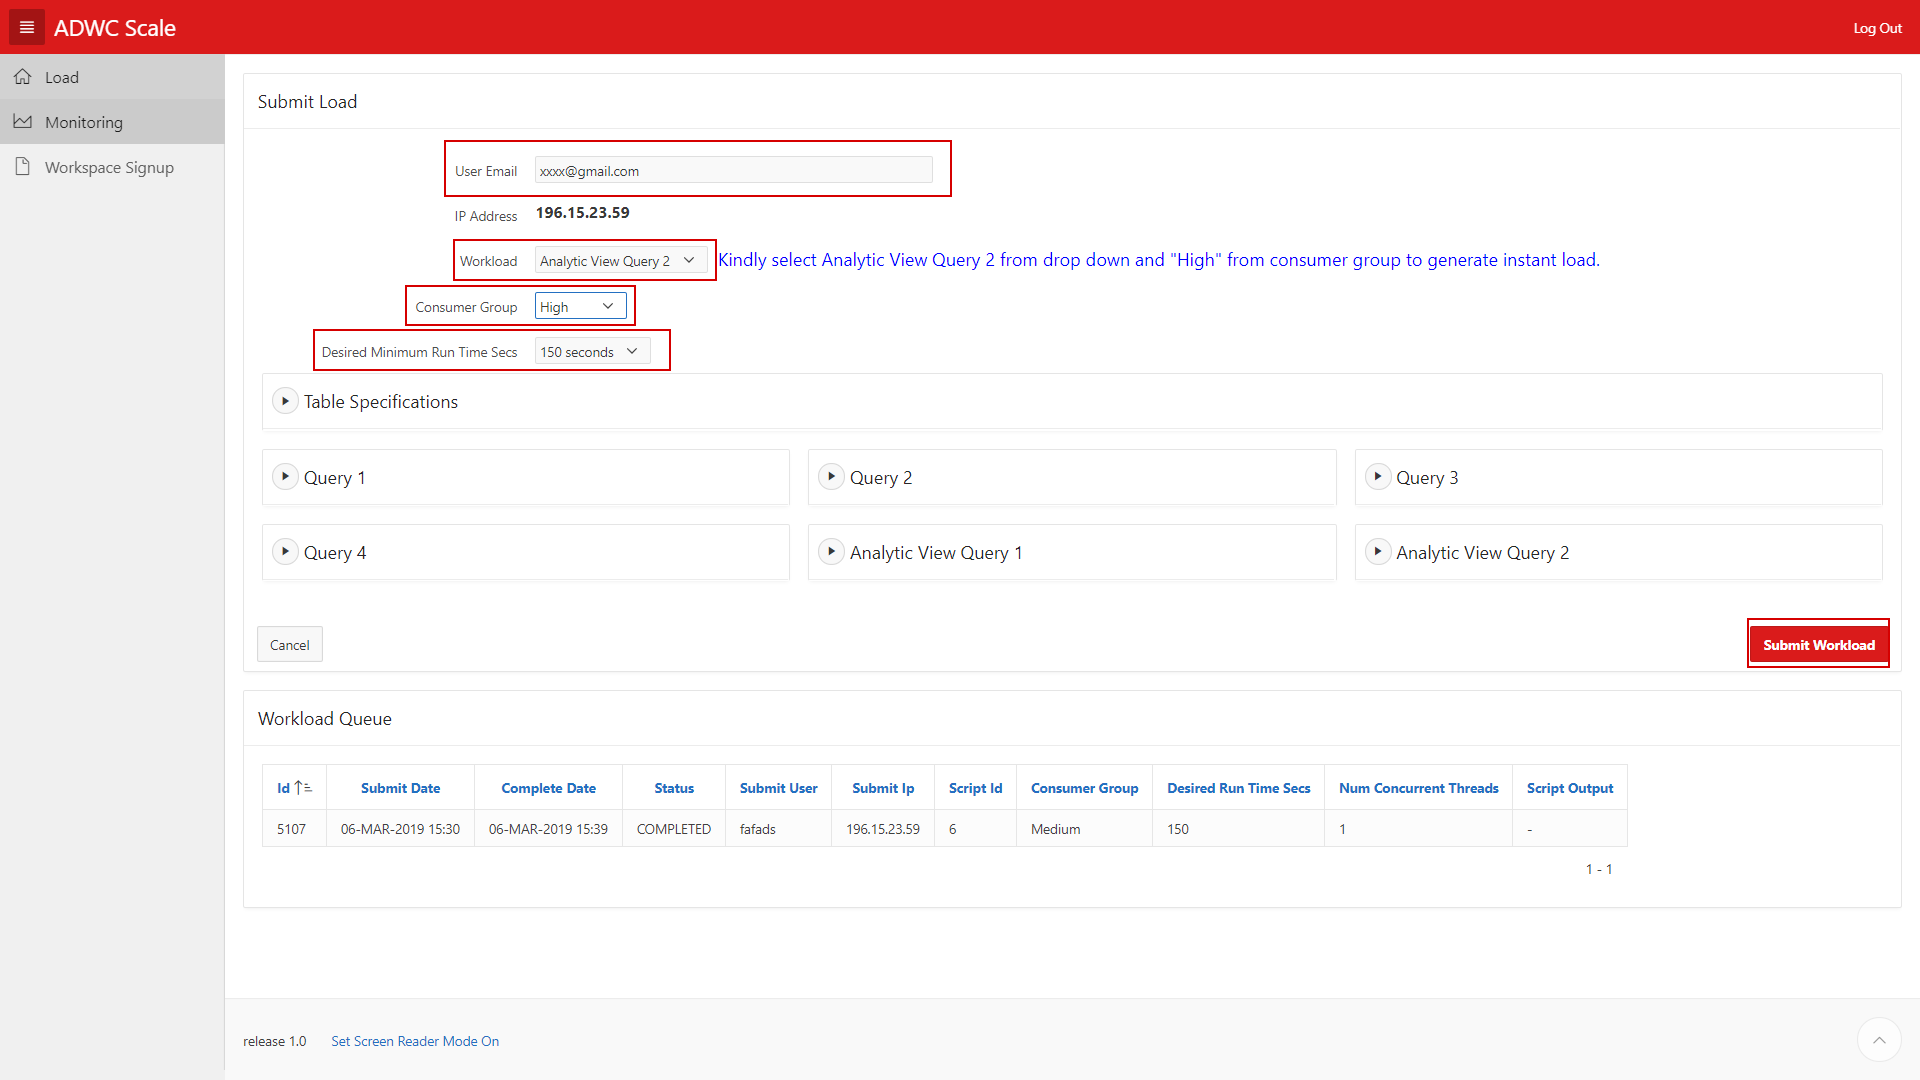 ADWC Scale
Log Out
Load
Monitoring
Workspace Signup
Submit Load
User Email xxxx@gmail.com
IP Address 196.15.23.59
Workload Analytic View Query 2 Kindly select Analytic View Query 2 from drop down and "High" from consumer group to generate instant load.
Consumer Group High
Desired Minimum Run Time Secs 150 seconds
Table Specifications
Query 1 Query 2 Query 3
Query 4 Analytic View Query 1 Analytic View Query 2
Cancel Submit Workload
Workload Queue
Id Submit Date Complete Date Status Submit User Submit Ip Script Id Consumer Group Desired Run Time Secs Num Concurrent Threads Script Output
5107 06-MAR-2019 15:30 06-MAR-2019 15:39 COMPLETED fafads 196.15.23.59 6 Medium 150 1 -
1 - 1
release 1.0 Set Screen Reader Mode On